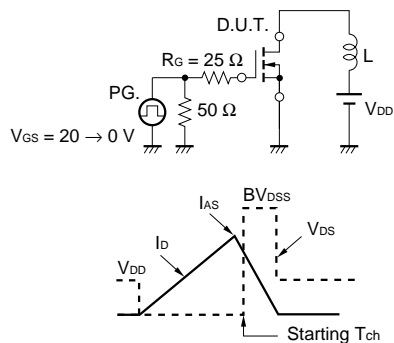 D.U.T.
RG = 25 Ω
L
PG.
50 Ω
VDD
VGS = 20 → 0 V
BVDSS
IAS
ID
VDS
VDD
Starting Tch